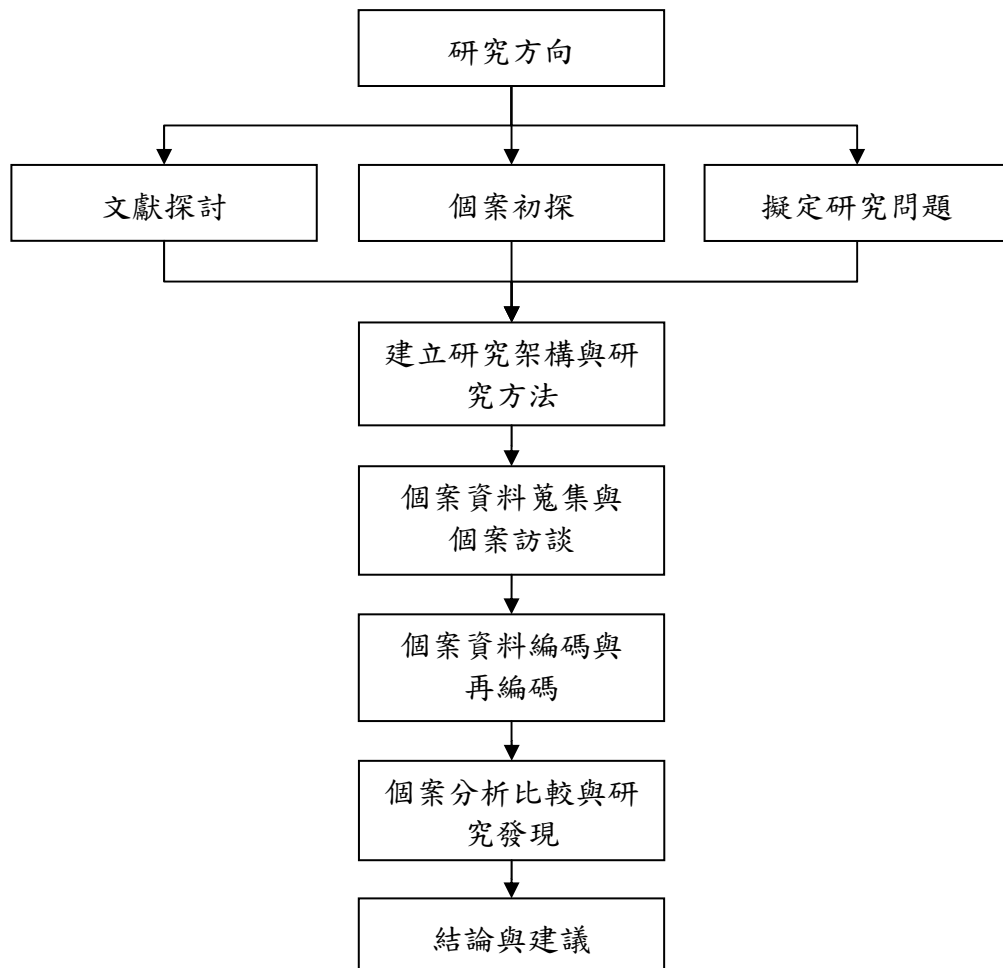 研究方向
文獻探討
個案初探
擬定研究問題
建立研究架構與研
究方法
個案資料蒐集與
個案訪談
個案資料編碼與
再編碼
個案分析比較與研
究發現
結論與建議